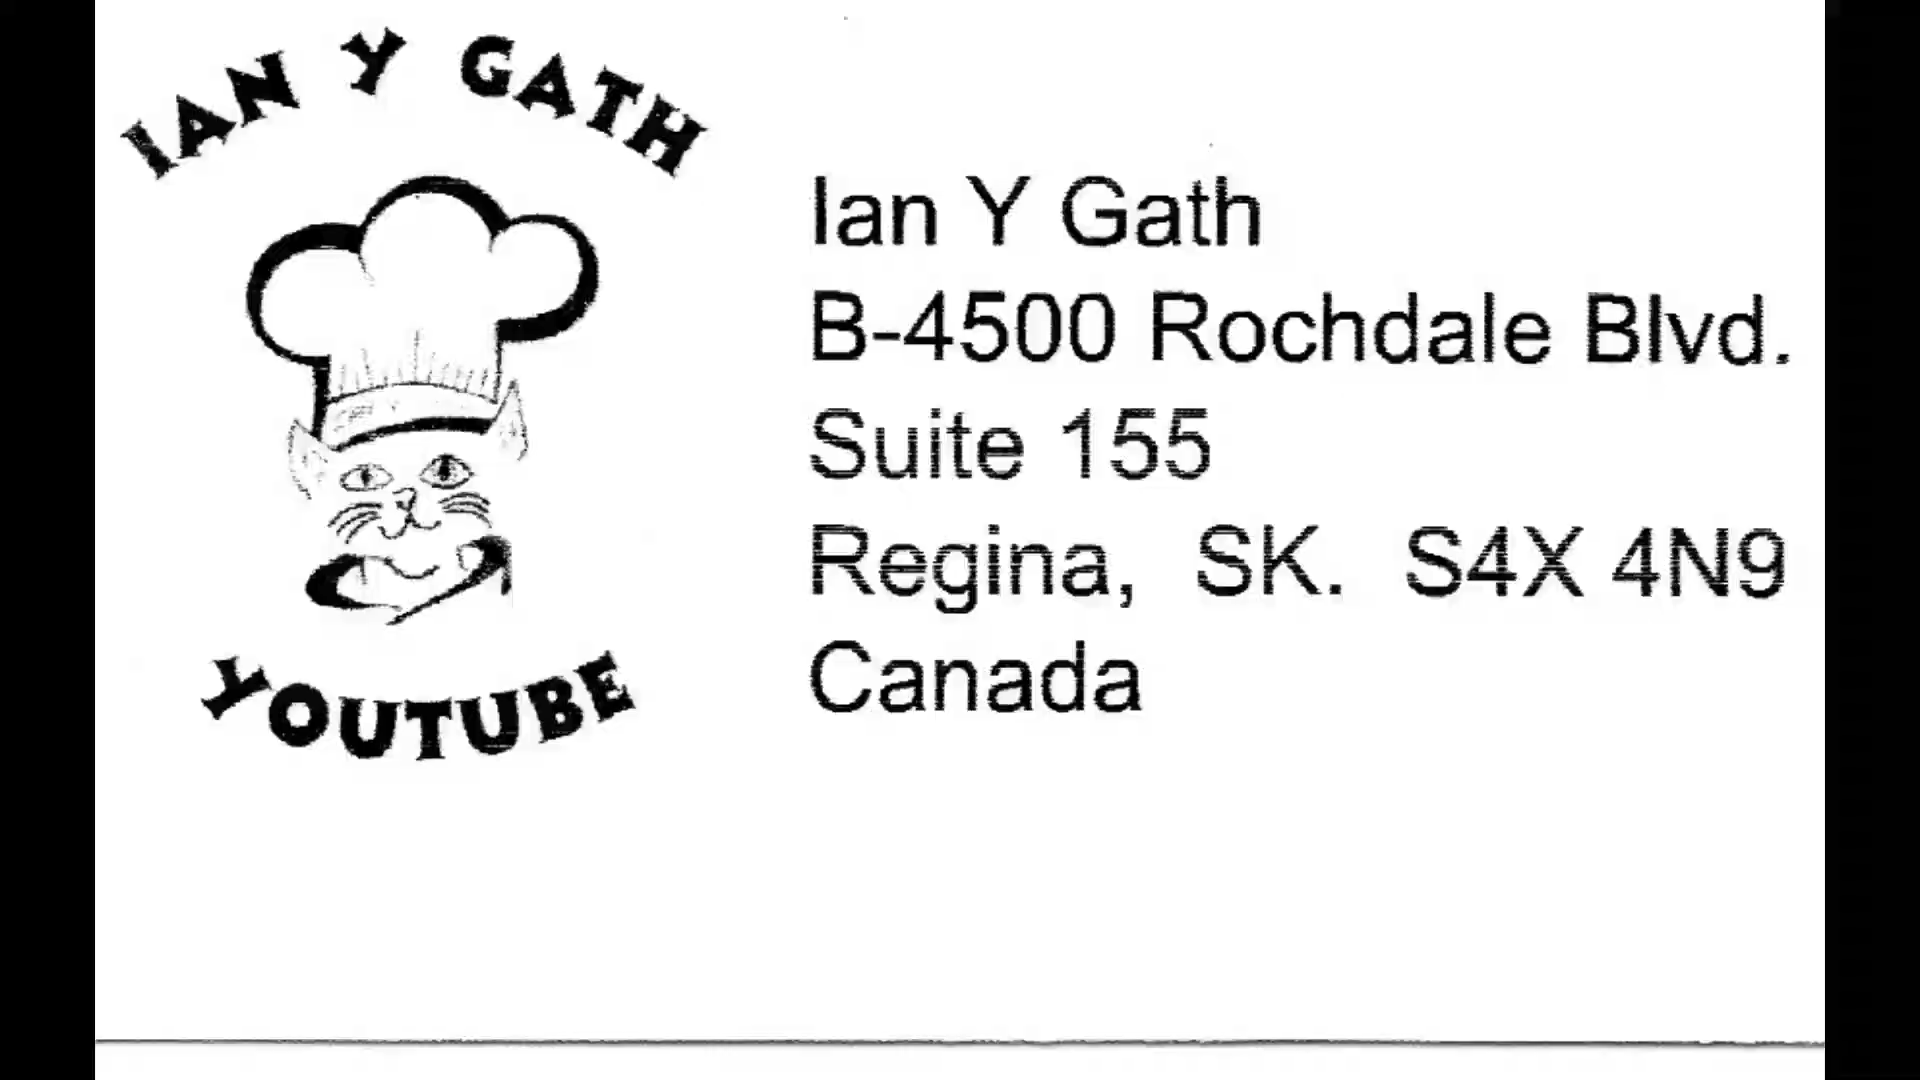 IAN Y GATH
YOUTUBE
Ian Y Gath
B-4500 Rochdale Blvd.
Suite 155
Regina, SK. S4X 4N9
Canada